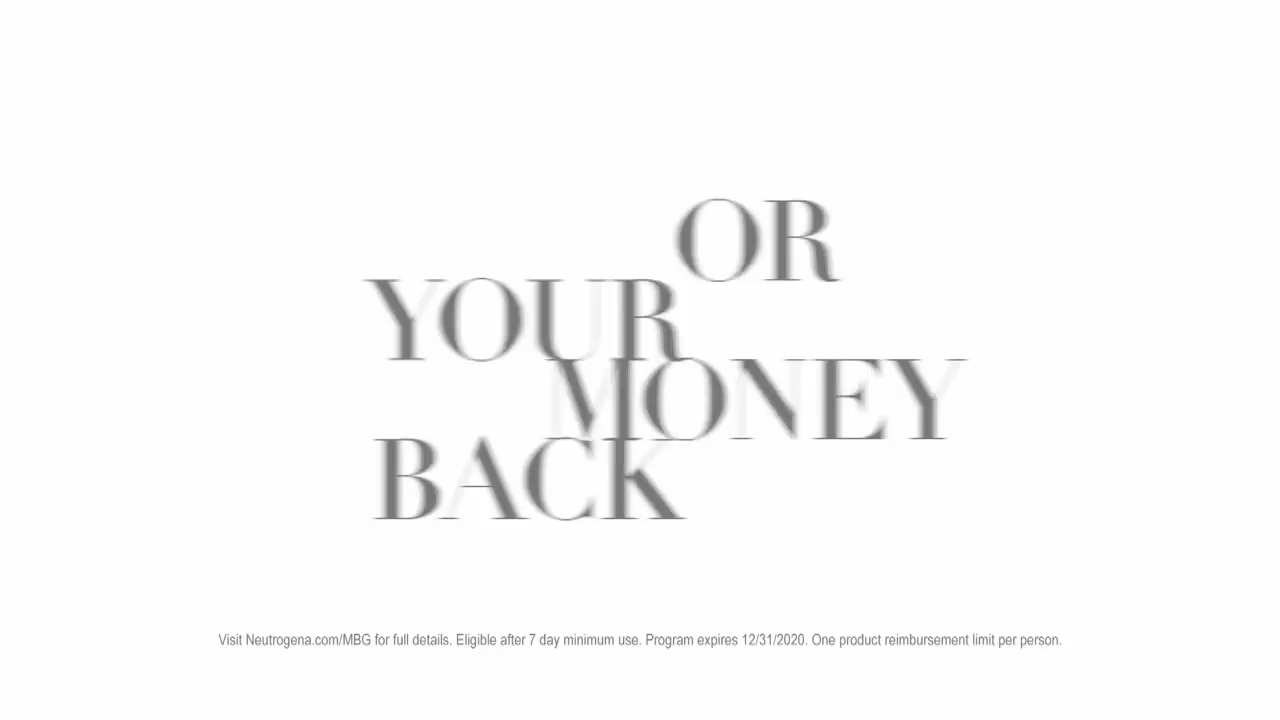 OR
YOUR
MONEY
BACK
Visit Neutrogena.com/MBG for full details. Eligible after 7 day minimum use. Program expires 12/31/2020. One product reimbursement limit per person.